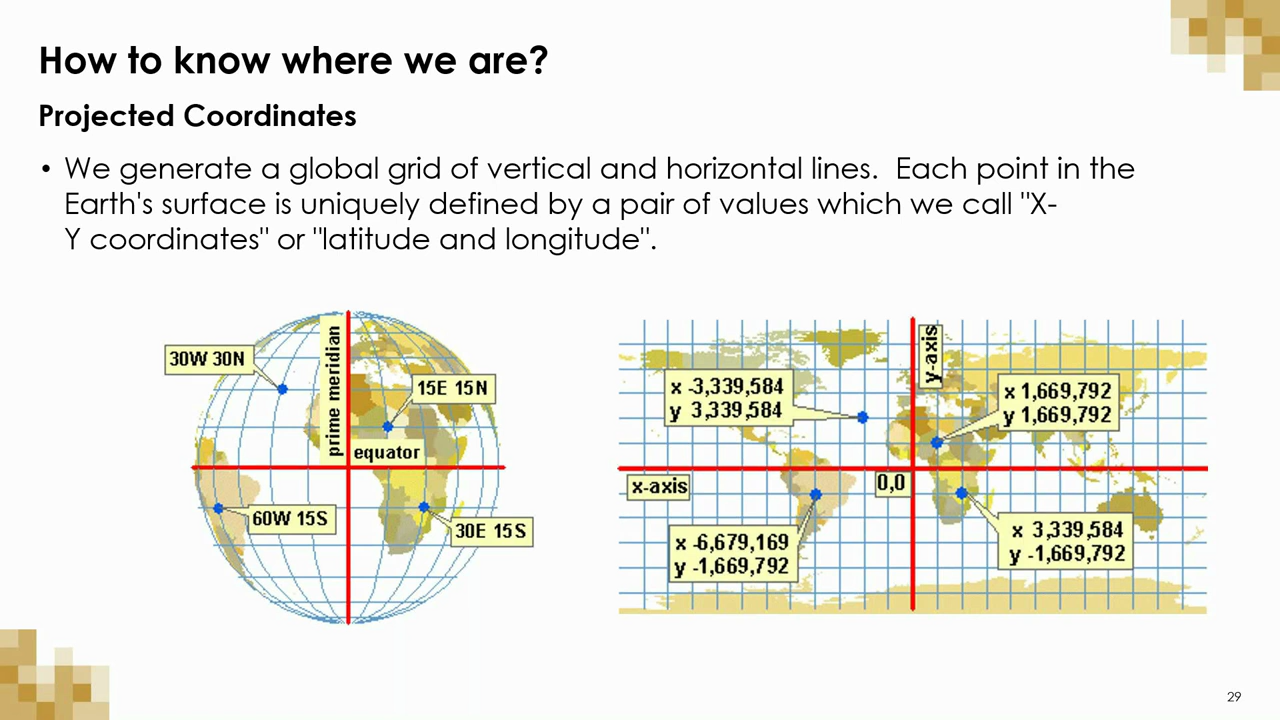 How to know where we are?
Projected Coordinates
• We generate a global grid of vertical and horizontal lines.  Each point in the
Earth's surface is uniquely defined by a pair of values which we call "X-
Y coordinates" or "latitude and longitude".
30W 30N
prime meridian
15E 15N
equator
60W 15S
30E 15S
y-axis
x -3,339,584
y 3,339,584
x 1,669,792
y 1,669,792
x-axis
0,0
x -6,679,169
y -1,669,792
x 3,339,584
y -1,669,792
29